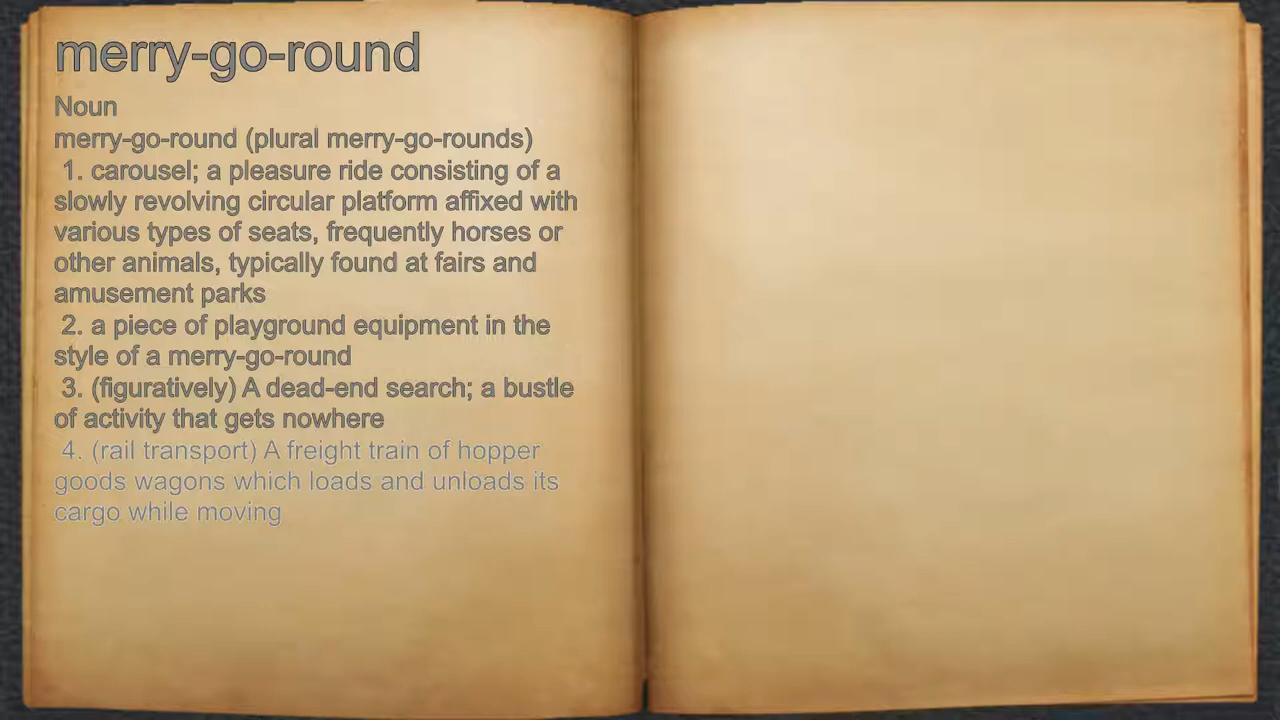 merry-go-round
Noun
merry-go-round (plural merry-go-rounds)
1. carousel; a pleasure ride consisting of a
slowly revolving circular platform affixed with
various types of seats, frequently horses or
other animals, typically found at fairs and
amusement parks
2. a piece of playground equipment in the
style of a merry-go-round
3. (figuratively) A dead-end search; a bustle
of activity that gets nowhere
4. (rail transport) A freight train of hopper
goods wagons which loads and unloads its
cargo while moving